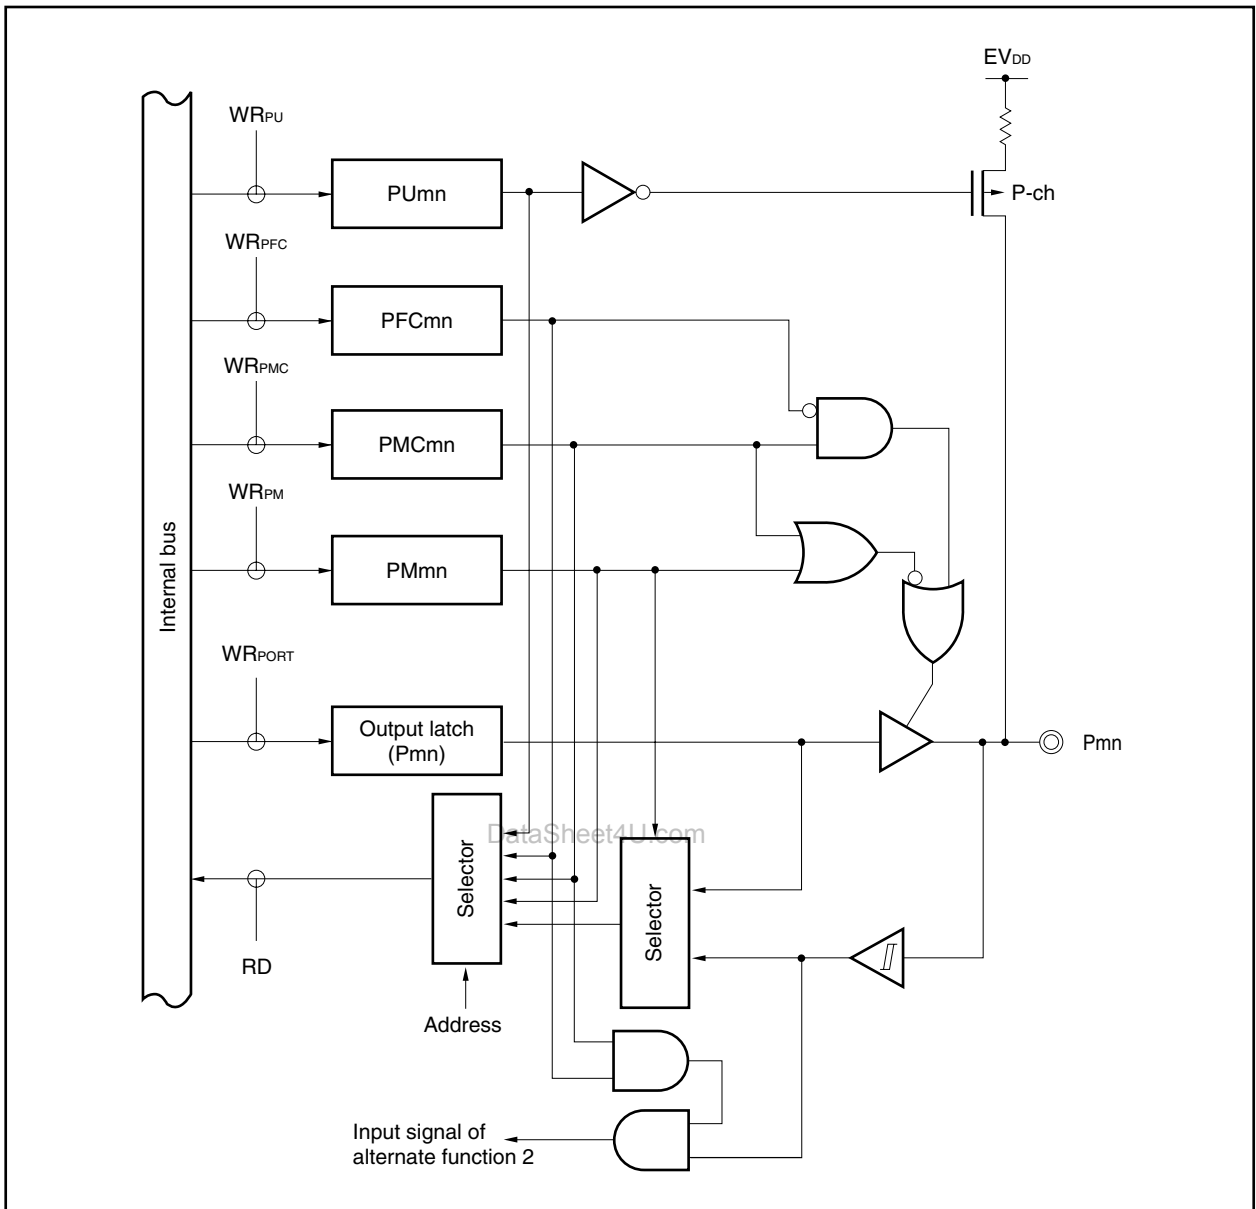 EVDD
WRPU
PUmn
P-ch
WRPFC
PFCmn
WRPMC
PMCmn
WRPM
PMmn
Internal bus
WRPORT
Output latch
(Pmn)
Pmn
DataSheet4U.com
Selector
Selector
RD
Address
Input signal of
alternate function 2